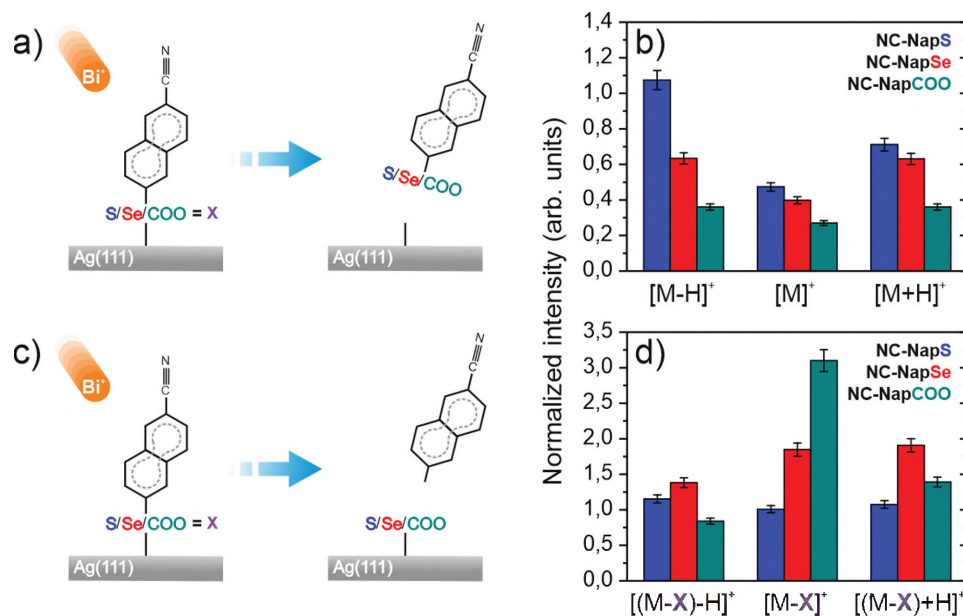 a)
Bi⁺
N
C
S/Se/COO = X
Ag(111)
N
C
S/Se/COO
Ag(111)
b)
Normalized intensity (arb. units)
1,4
1,2
1,0
0,8
0,6
0,4
0,2
0,0
NC-NapS
NC-NapSe
NC-NapCOO
[M-H]⁺ [M]⁺ [M+H]⁺
c)
Bi⁺
N
C
S/Se/COO = X
Ag(111)
N
C
S/Se/COO
Ag(111)
d)
3,5
3,0
2,5
2,0
1,5
1,0
0,5
0,0
NC-NapS
NC-NapSe
NC-NapCOO
[(M-X)-H]⁺ [M-X]⁺ [(M-X)+H]⁺